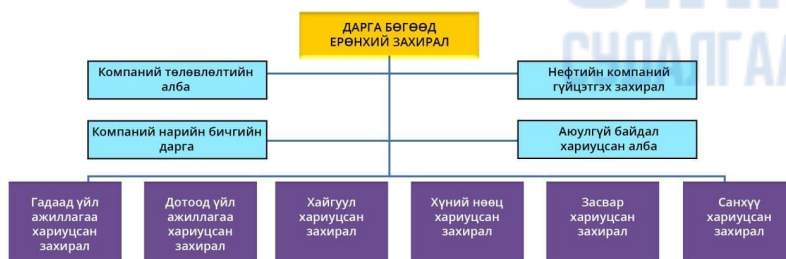 ДАРГА БӨГӨӨД
ЕРӨНХИЙ ЗАХИРАЛ
СУДАЛГАА
Компаний төлөвлөлтийн
алба
Нефтийн компаний
гүйцэтгэх захирал
Компаний нарийн бичгийн
дарга
Аюулгүй байдал
хариуцсан алба
Гадаад үйл
ажиллагаа
хариуцсан
захирал
Дотоод үйл
ажиллагаа
хариуцсан
захирал
Хайгуул
хариуцсан
захирал
Хүний нөөц
хариуцсан
захирал
Засвар
хариуцсан
захирал
Санхүү
хариуцсан
захирал